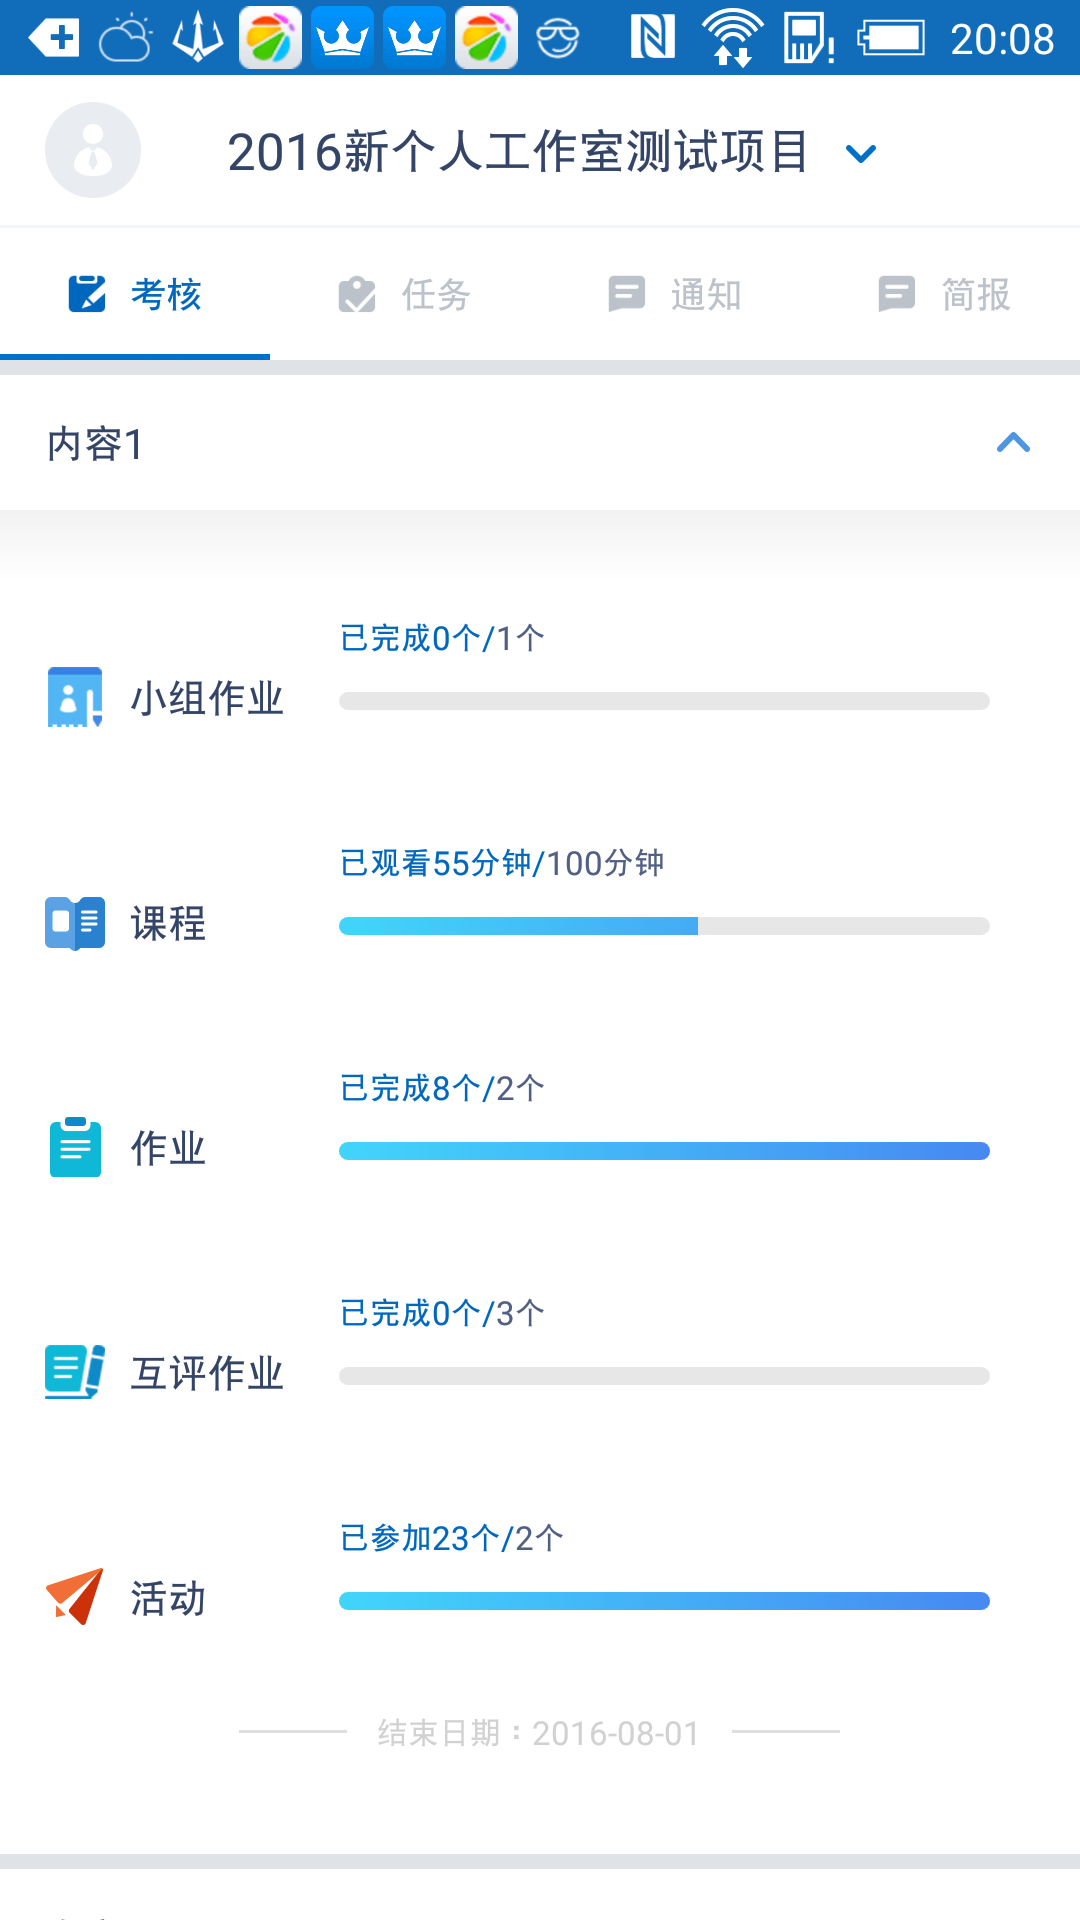 20:08
2016新个人工作室测试项目
考核 任务 通知 简报
内容1
已完成0个/1个
小组作业
已观看55分钟/100分钟
课程
已完成8个/2个
作业
已完成0个/3个
互评作业
已参加23个/2个
活动
结束日期：2016-08-01